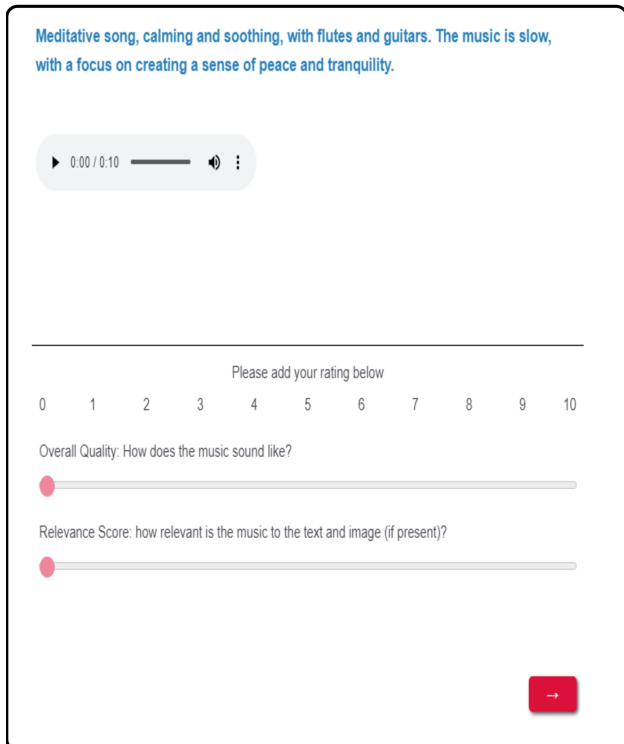 Meditative song, calming and soothing, with flutes and guitars. The music is slow,
with a focus on creating a sense of peace and tranquility.
0:00 / 0:10
Please add your rating below
0 1 2 3 4 5 6 7 8 9 10
Overall Quality: How does the music sound like?
Relevance Score: how relevant is the music to the text and image (if present)?
→